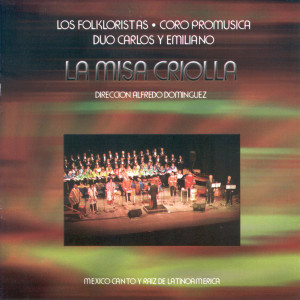 LOS FOLKLORISTAS • CORO PROMUSICA
DUO CARLOS Y EMILIANO
LA MISA CRIOLLA
DIRECCION ALFREDO DOMINGUEZ
MEXICO CANTO Y RAIZ DE LATINOAMERICA